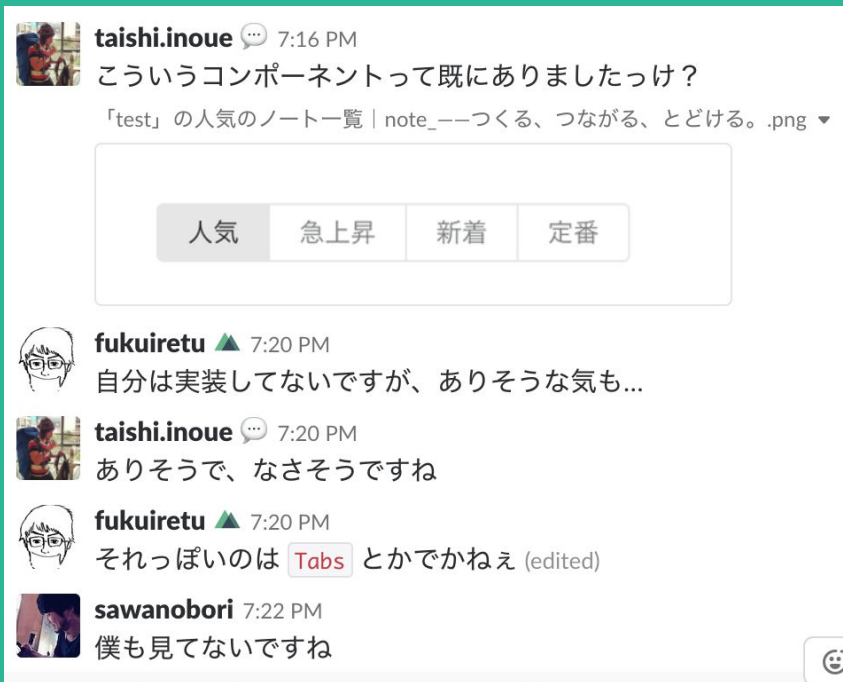 taishi.inoue 7:16 PM
こういうコンポーネントって既にありましたっけ？
「test」の人気のノート一覧｜note_――つくる、つながる、とどける。.png
人気 急上昇 新着 定番
fukuiretu 7:20 PM
自分は実装してないですが、ありそうな気も...
taishi.inoue 7:20 PM
ありそうで、なさそうですね
fukuiretu 7:20 PM
それっぽいのは Tabs とかでかねぇ (edited)
sawanobori 7:22 PM
僕も見てないですね